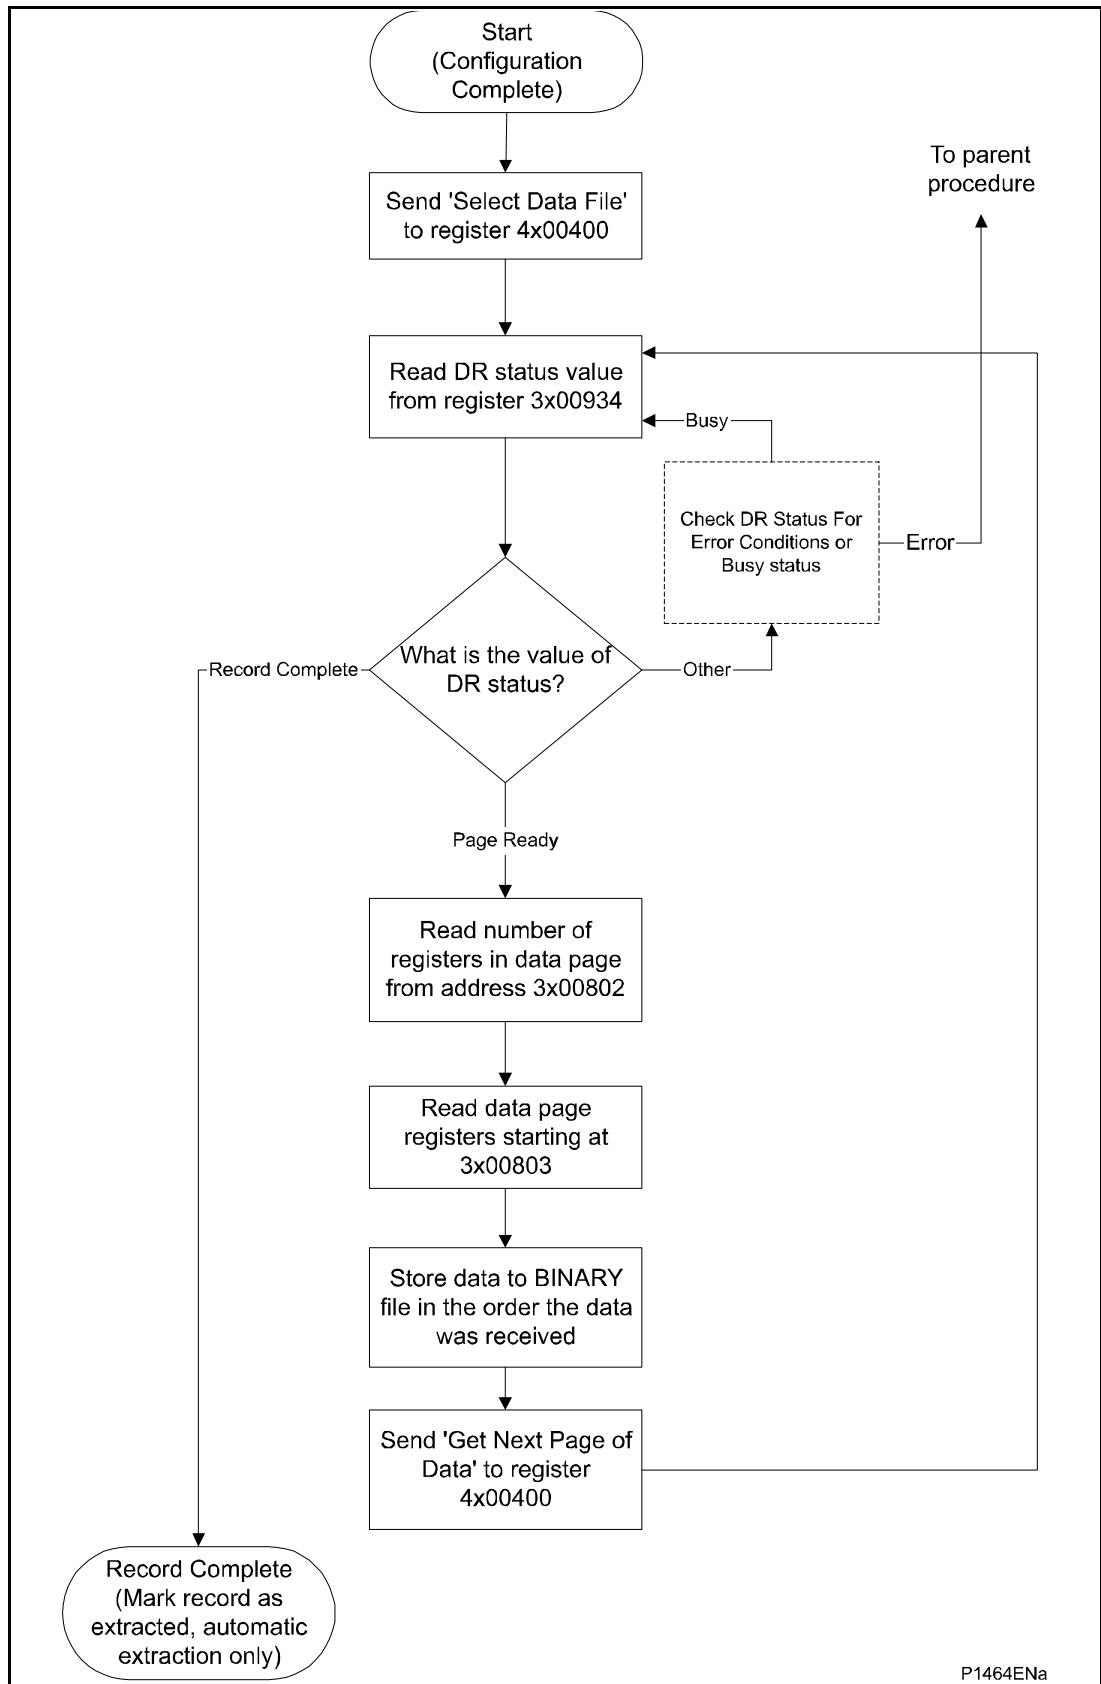 Start
(Configuration
Complete)
To parent
procedure
Send 'Select Data File'
to register 4x00400
Read DR status value
from register 3x00934
Busy
Check DR Status For
Error Conditions or
Busy status
Error
What is the value of
DR status?
Record Complete
Other
Page Ready
Read number of
registers in data page
from address 3x00802
Read data page
registers starting at
3x00803
Store data to BINARY
file in the order the data
was received
Send 'Get Next Page of
Data' to register
4x00400
Record Complete
(Mark record as
extracted, automatic
extraction only)
P1464ENa